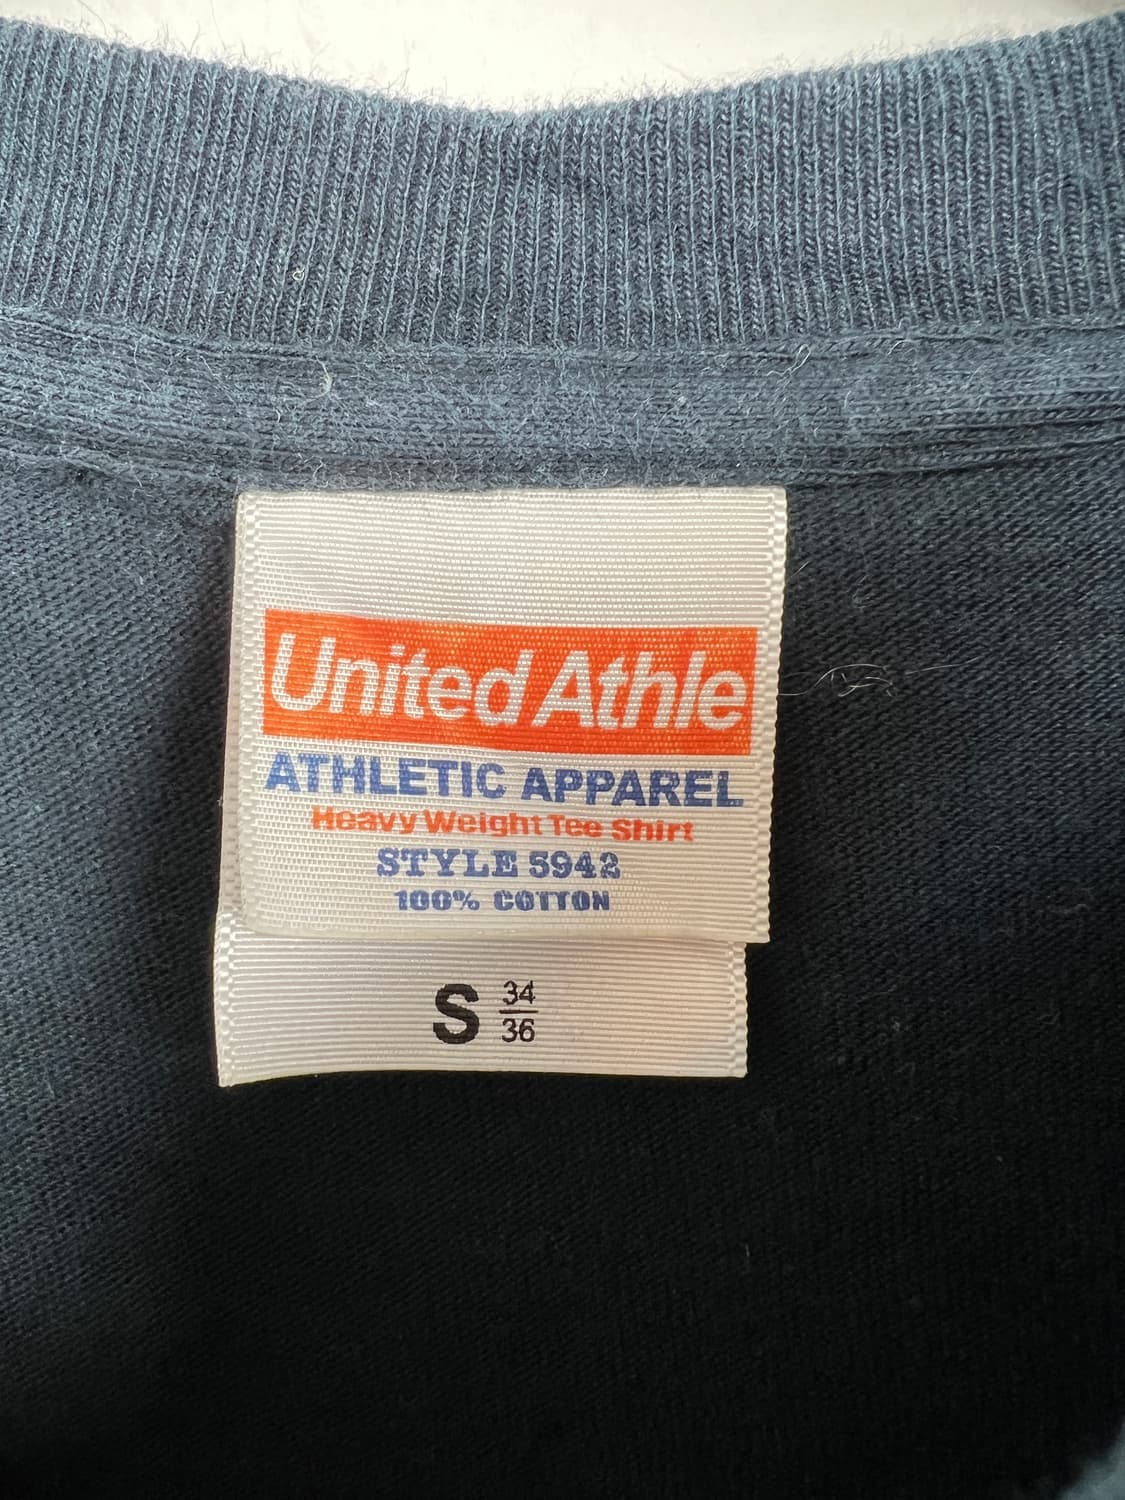 United Athle
ATHLETIC APPAREL
Heavy Weight Tee Shirt
STYLE 5942
100% COTTON
S 34/36